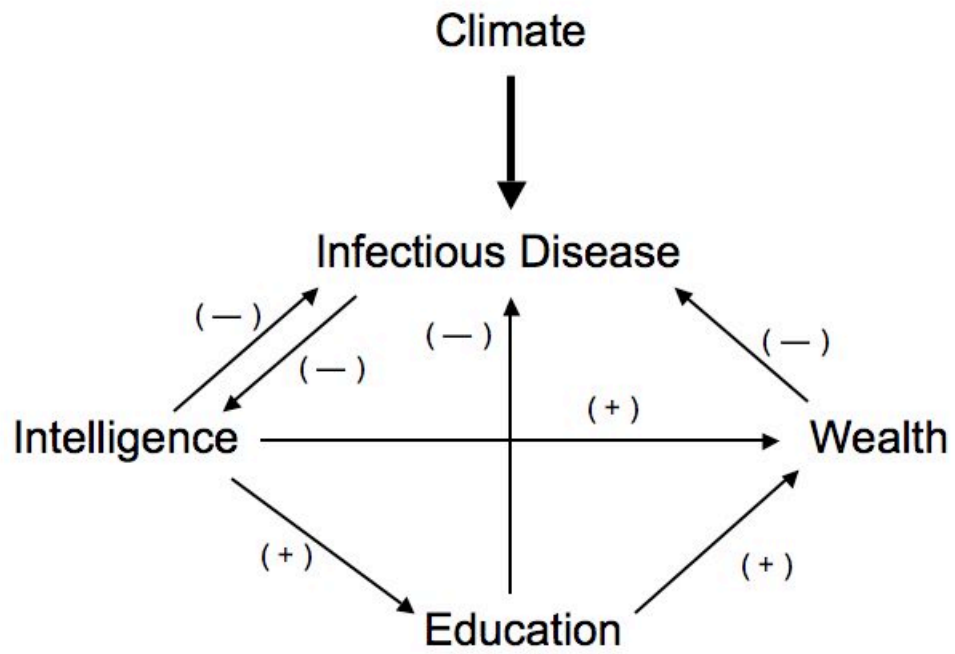 Climate
Infectious Disease
( — )
( — )
( — )
( — )
( + )
Intelligence
Wealth
( + )
( + )
Education